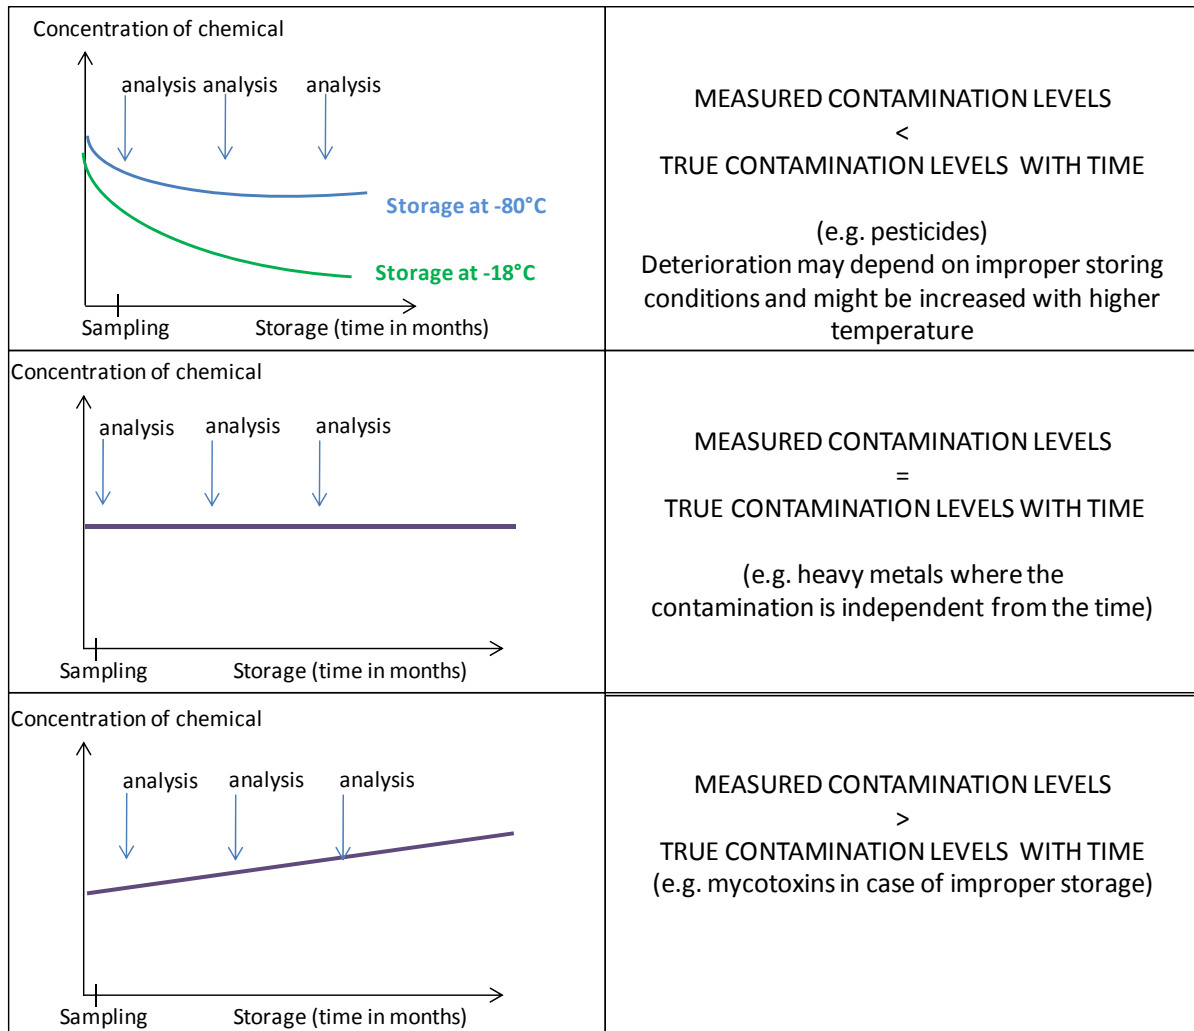 Concentration of chemical
analysis analysis analysis
Storage at -80°C
Storage at -18°C
Sampling Storage (time in months)
MEASURED CONTAMINATION LEVELS
<
TRUE CONTAMINATION LEVELS WITH TIME
(e.g. pesticides)
Deterioration may depend on improper storing
conditions and might be increased with higher
temperature
Concentration of chemical
analysis analysis analysis
Sampling Storage (time in months)
MEASURED CONTAMINATION LEVELS
=
TRUE CONTAMINATION LEVELS WITH TIME
(e.g. heavy metals where the
contamination is independent from the time)
Concentration of chemical
analysis analysis analysis
Sampling Storage (time in months)
MEASURED CONTAMINATION LEVELS
>
TRUE CONTAMINATION LEVELS WITH TIME
(e.g. mycotoxins in case of improper storage)